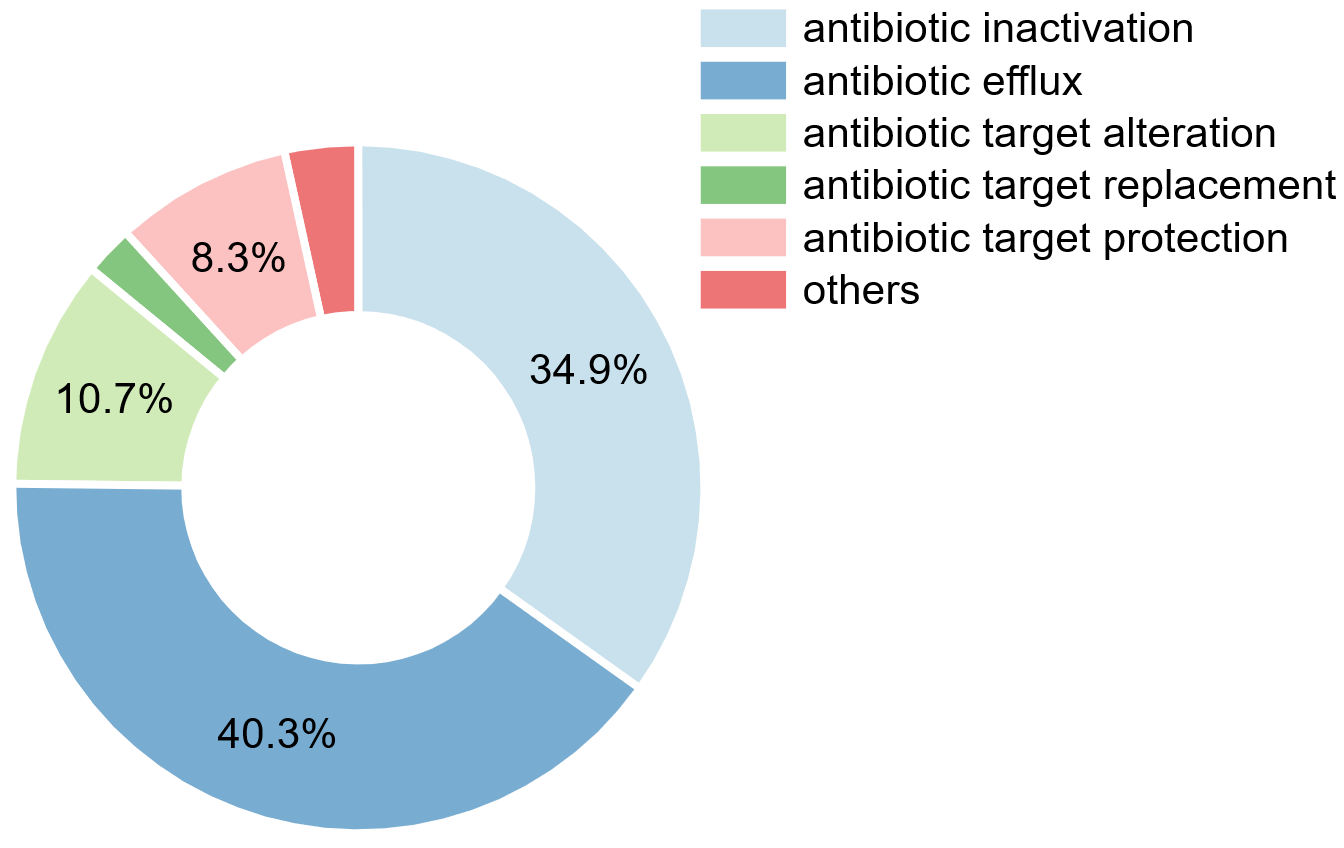 antibiotic inactivation
antibiotic efflux
antibiotic target alteration
antibiotic target replacement
antibiotic target protection
others
8.3%
34.9%
10.7%
40.3%